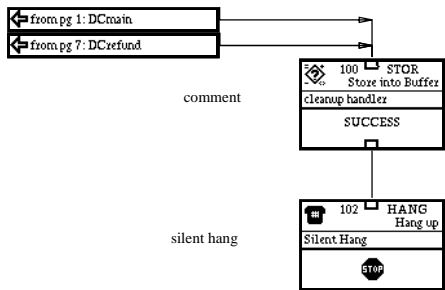 from pg 1: DCmain
from pg 7: DCrefund
100 STOR
Store into Buffer
comment
cleanup handler
SUCCESS
102 HANG
Hang up
silent hang
Silent Hang
STOP